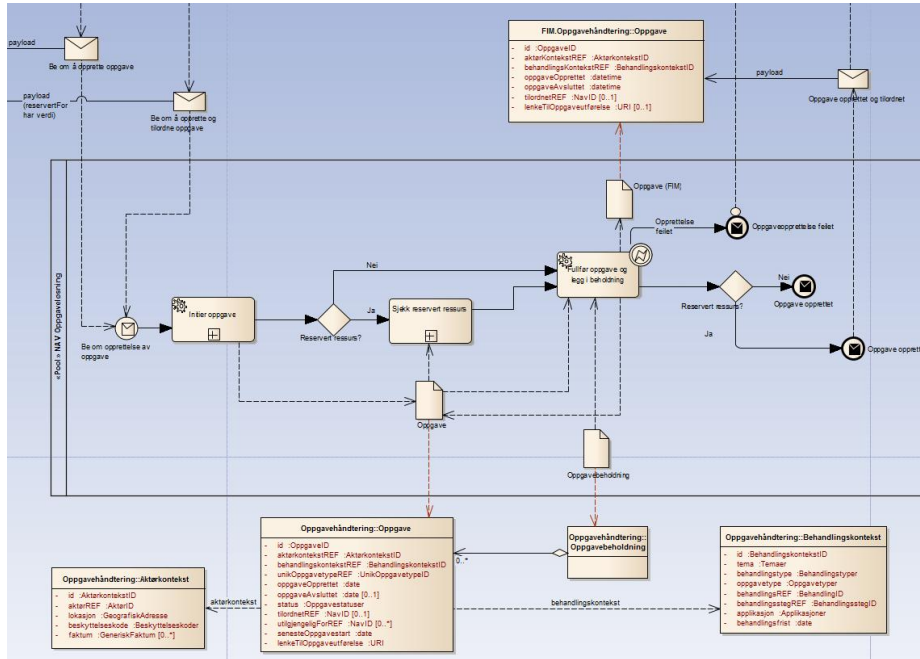 payload
Be om å opprette oppgave
payload
(reservertFor
har verdi)
Be om å opprette og
tilordne oppgave
FIM.Oppgavehåndtering::Oppgave
- id :OppgaveID
- aktørKontekstREF :AktørkontekstID
- behandlingsKontekstREF :BehandlingskontekstID
- oppgaveOpprettet :datetime
- oppgaveAvsluttet :datetime
- tilordnetREF :NavID [0..1]
- lenkeTilOppgaveutførelse :URI [0..1]
payload
Oppgave opprettet og tilordnet
«Pool» NAV Oppgaveløsning
Oppgave (FIM)
Opprettelse
feilet
Oppgaveopprettelse feilet
Fullfør oppgave og
legg i beholdning
Nei
Nei
Reservert ressurs?
Oppgave opprettet
Initier oppgave
Ja
Sjekk reservert ressurs
Reservert ressurs?
Be om opprettelse av
oppgave
Ja
Oppgave opprett
Oppgave
Oppgavebeholdning
Oppgavehåndtering::Oppgave
- id :OppgaveID
- aktørkontekstREF :AktørkontekstID
- behandlingskontekstREF :BehandlingskontekstID
- unikOppgavetypeREF :UnikOppgavetypeID
- oppgaveOpprettet :date
- oppgaveAvsluttet :date [0..1]
- status :Oppgavestatuser
- tilordnetREF :NavID [0..1]
- utilgjengeligForREF :NavID [0..*]
- senesteOppgavestart :date
- lenkeTilOppgaveutførelse :URI
0..*
Oppgavehåndtering::
Oppgavebeholdning
Oppgavehåndtering::Behandlingskontekst
- id :BehandlingskontekstID
- tema :Temaer
- behandlingstype :Behandlingstyper
- oppgavetype :Oppgavetyper
- behandlingsREF :BehandlingID
- behandlingsstegREF :BehandlingsstegID
- applikasjon :Applikasjoner
- behandlingsfrist :date
Oppgavehåndtering::Aktørkontekst
- id :AktørkontekstID
- aktørREF :AktørID
- lokasjon :GeografiskAdresse
- beskyttelseskode :Beskyttelseskoder
- faktum :GeneriskFaktum [0..*]
aktørkontekst
behandlingskontekst